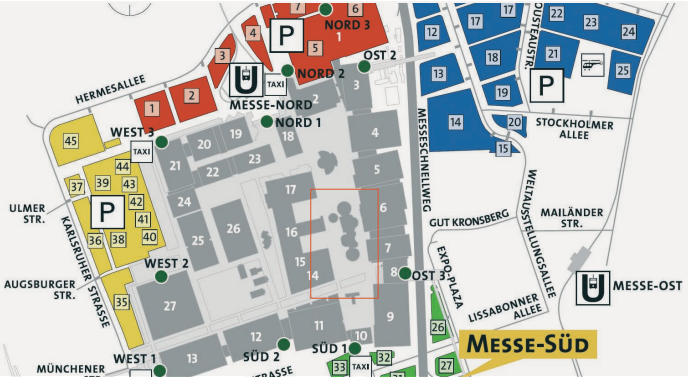 7
6
NORD 3
4
P
1
5
3
OST 2
HERMESALLEE
U
TAXI
NORD 2
3
1
2
MESSE-NORD
2
NORD 1
WEST 3
TAXI
45
20
19
18
4
21
22
23
5
44
37
39
43
42
P
24
17
6
ULMER
STR.
41
36
38
40
25
26
16
7
KARLSRUHER STRASSE
WEST 2
15
14
8
OST 3
AUGSBURGER
STR.
35
27
9
11
12
10
WEST 1
13
SÜD 2
SÜD 1
MÜNCHENER
STRASSE
33
TAXI
32
MESSESCHNELLWEG
12
17
17
22
23
24
18
21
25
13
P
19
14
20
15
STOCKHOLMER
ALLEE
WELTAUSSTELLUNGSALLEE
GUT KRONSBERG
MAILÄNDER
STR.
EXPO-PLAZA
U
MESSE-OST
LISSABONNER
ALLEE
26
MESSE-SÜD
27